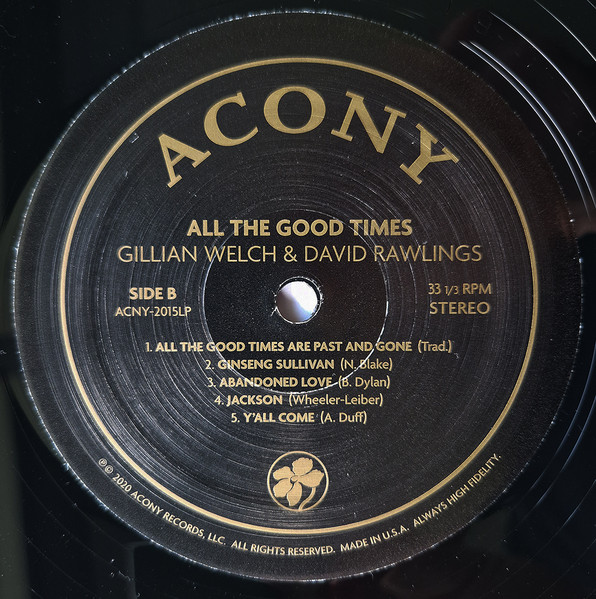 ACONY
ALL THE GOOD TIMES
GILLIAN WELCH & DAVID RAWLINGS
SIDE B
ACNY-2015LP
33 1/3 RPM
STEREO
1. ALL THE GOOD TIMES ARE PAST AND GONE (Trad.)
2. GINSENG SULLIVAN (N. Blake)
3. ABANDONED LOVE (B. Dylan)
4. JACKSON (Wheeler-Leiber)
5. Y'ALL COME (A. Duff)
℗© 2020 ACONY RECORDS, LLC. ALL RIGHTS RESERVED. MADE IN U.S.A. ALWAYS HIGH FIDELITY.